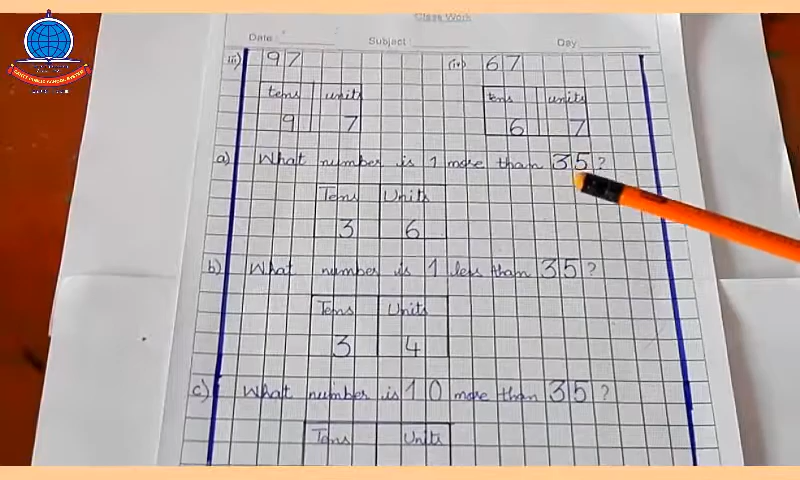 Class Work
Date : Subject : Day
iii) 97 (iv) 67
tens units tens units
9 7 6 7
a) What number is 1 more than 35?
Tens Units
3 6
b) What number is 1 less than 35?
Tens Units
3 4
c) What number is 10 more than 35?
Tens Units